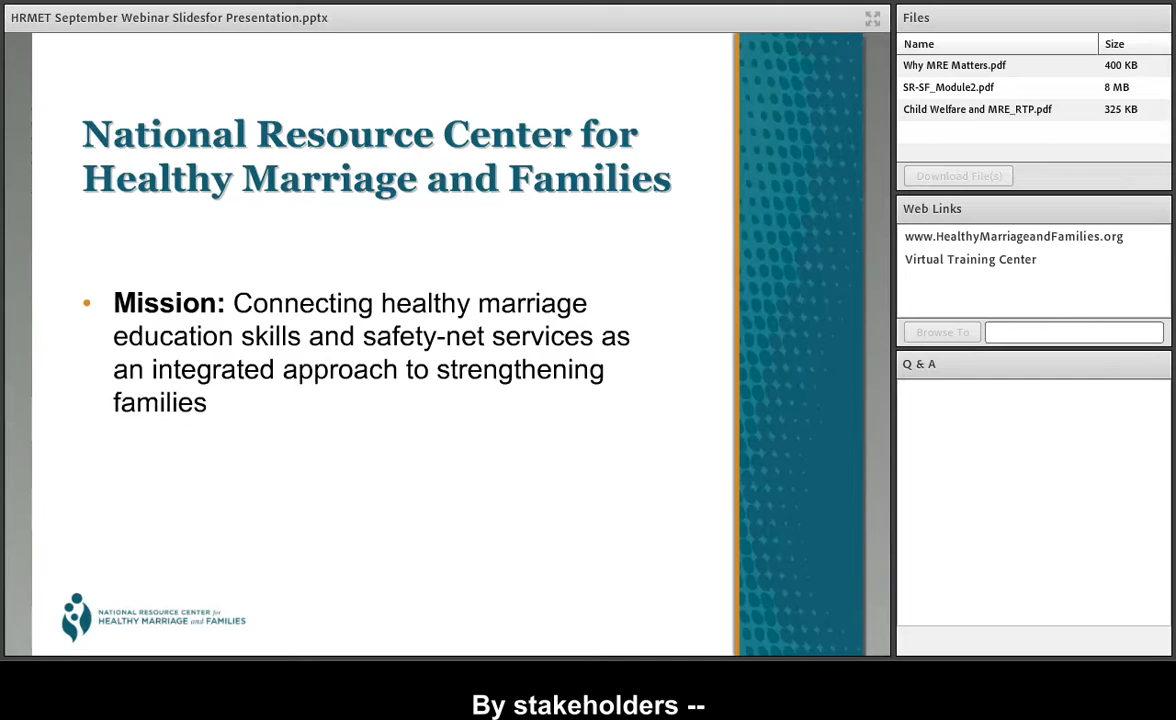 HRMET September Webinar Slidesfor Presentation.pptx
National Resource Center for
Healthy Marriage and Families
• Mission: Connecting healthy marriage
education skills and safety-net services as
an integrated approach to strengthening
families
NATIONAL RESOURCE CENTER for
HEALTHY MARRIAGE and FAMILIES
Files
Name Size
Why MRE Matters.pdf 400 KB
SR-SF_Module2.pdf 8 MB
Child Welfare and MRE_RTP.pdf 325 KB
Download File(s)
Web Links
www.HealthyMarriageandFamilies.org
Virtual Training Center
Browse To
Q & A
By stakeholders --